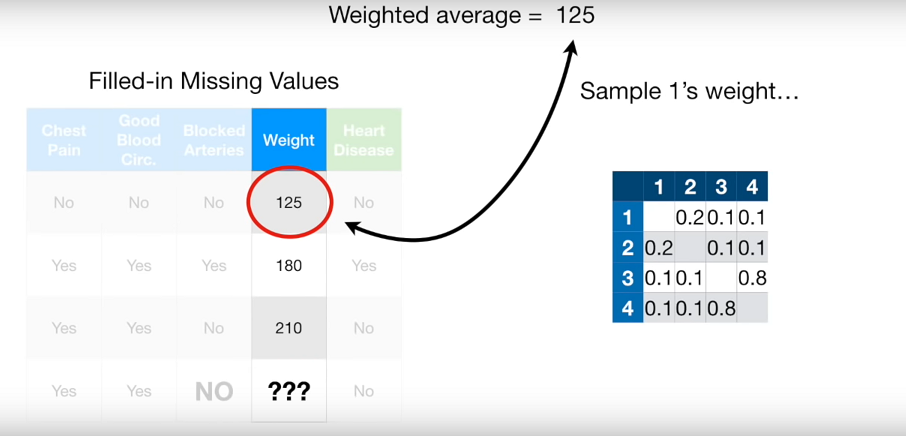 Weighted average = 125
Filled-in Missing Values
Sample 1's weight...
Chest Pain Good Blood Circ. Blocked Arteries Weight Heart Disease
No No No 125 No
Yes Yes Yes 180 Yes
Yes Yes No 210 No
Yes Yes NO ??? No
1 2 3 4
1 0.2 0.1 0.1
2 0.2 0.1 0.1
3 0.1 0.1 0.8
4 0.1 0.1 0.8